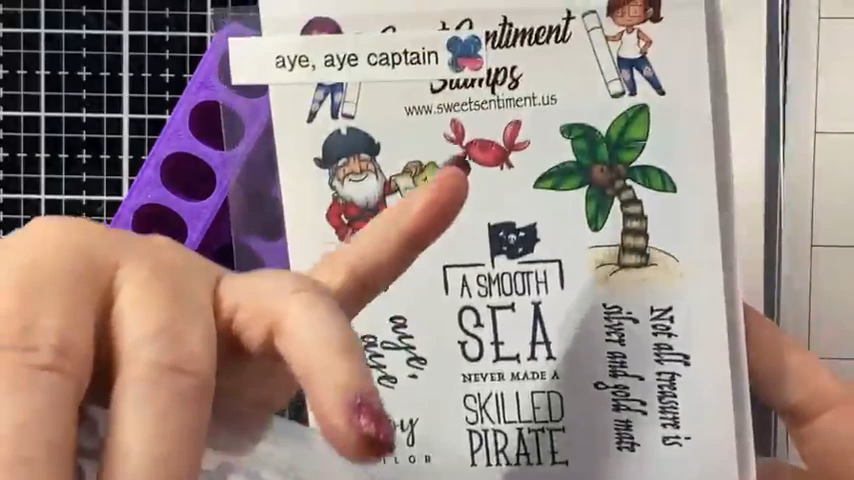 aye, aye captain
Sentiment
Stamps
www.sweetsentiment.us
A SMOOTH
SEA
NEVER MADE A
SKILLED
PIRATE
aye,
aye
Not all treasure is
silver and gold mate